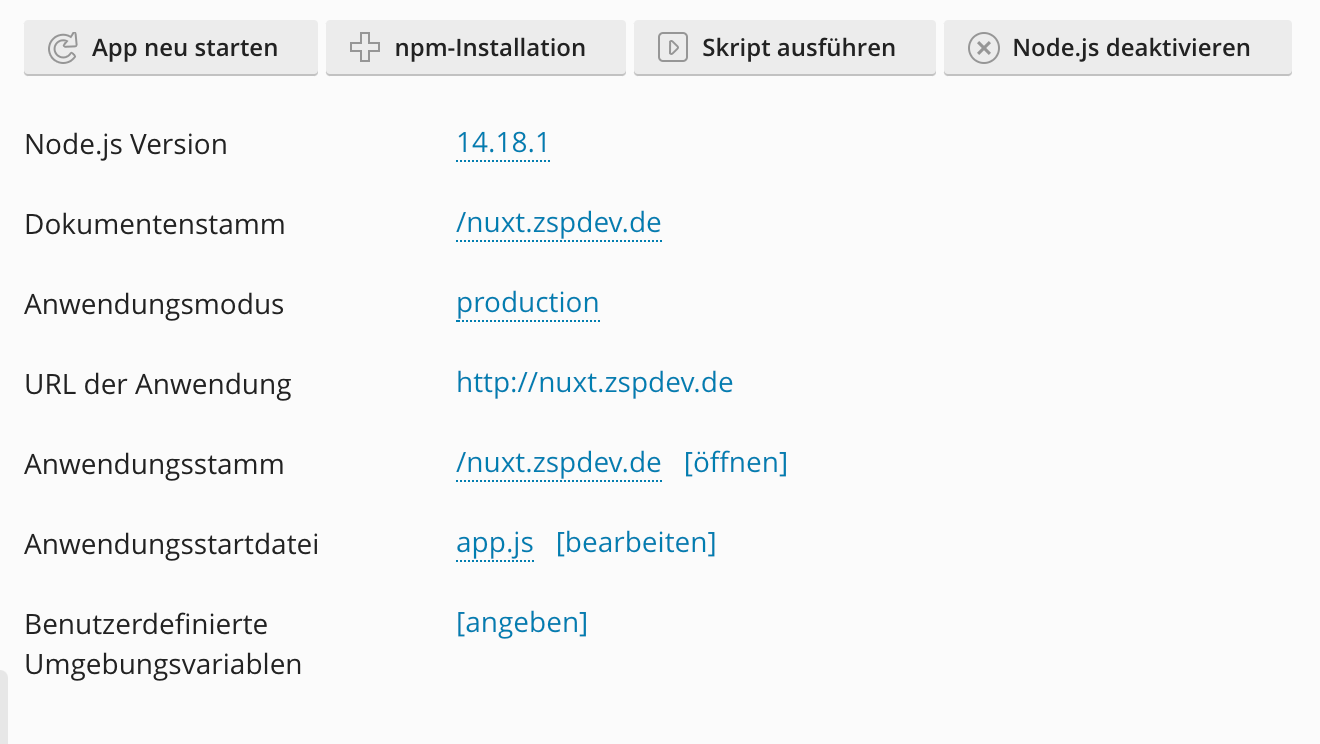 App neu starten npm-Installation Skript ausführen Node.js deaktivieren
Node.js Version 14.18.1
Dokumentenstamm /nuxt.zspdev.de
Anwendungsmodus production
URL der Anwendung http://nuxt.zspdev.de
Anwendungsstamm /nuxt.zspdev.de [öffnen]
Anwendungsstartdatei app.js [bearbeiten]
Benutzerdefinierte [angeben]
Umgebungsvariablen